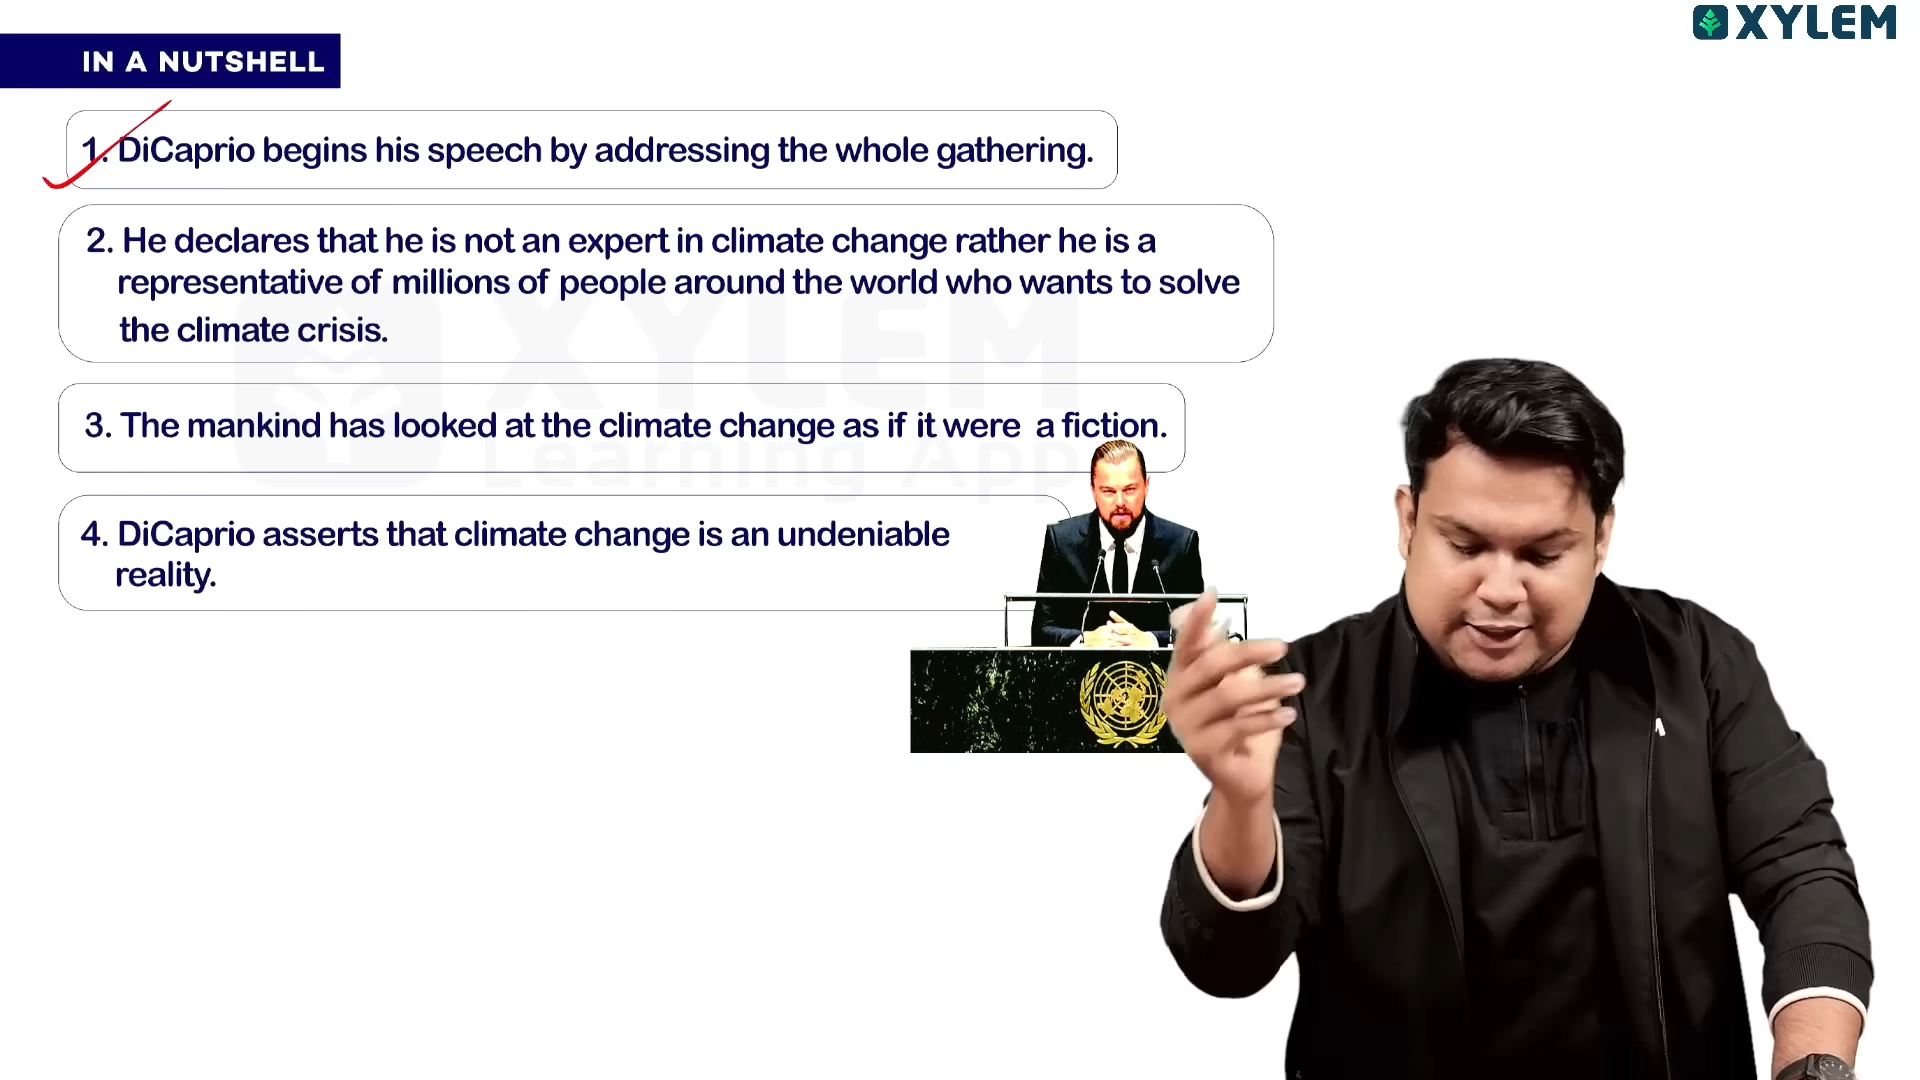 XYLEM
IN A NUTSHELL
1. DiCaprio begins his speech by addressing the whole gathering.
2. He declares that he is not an expert in climate change rather he is a
representative of millions of people around the world who wants to solve
the climate crisis.
3. The mankind has looked at the climate change as if it were a fiction.
4. DiCaprio asserts that climate change is an undeniable
reality.
XYLEM
Learning App